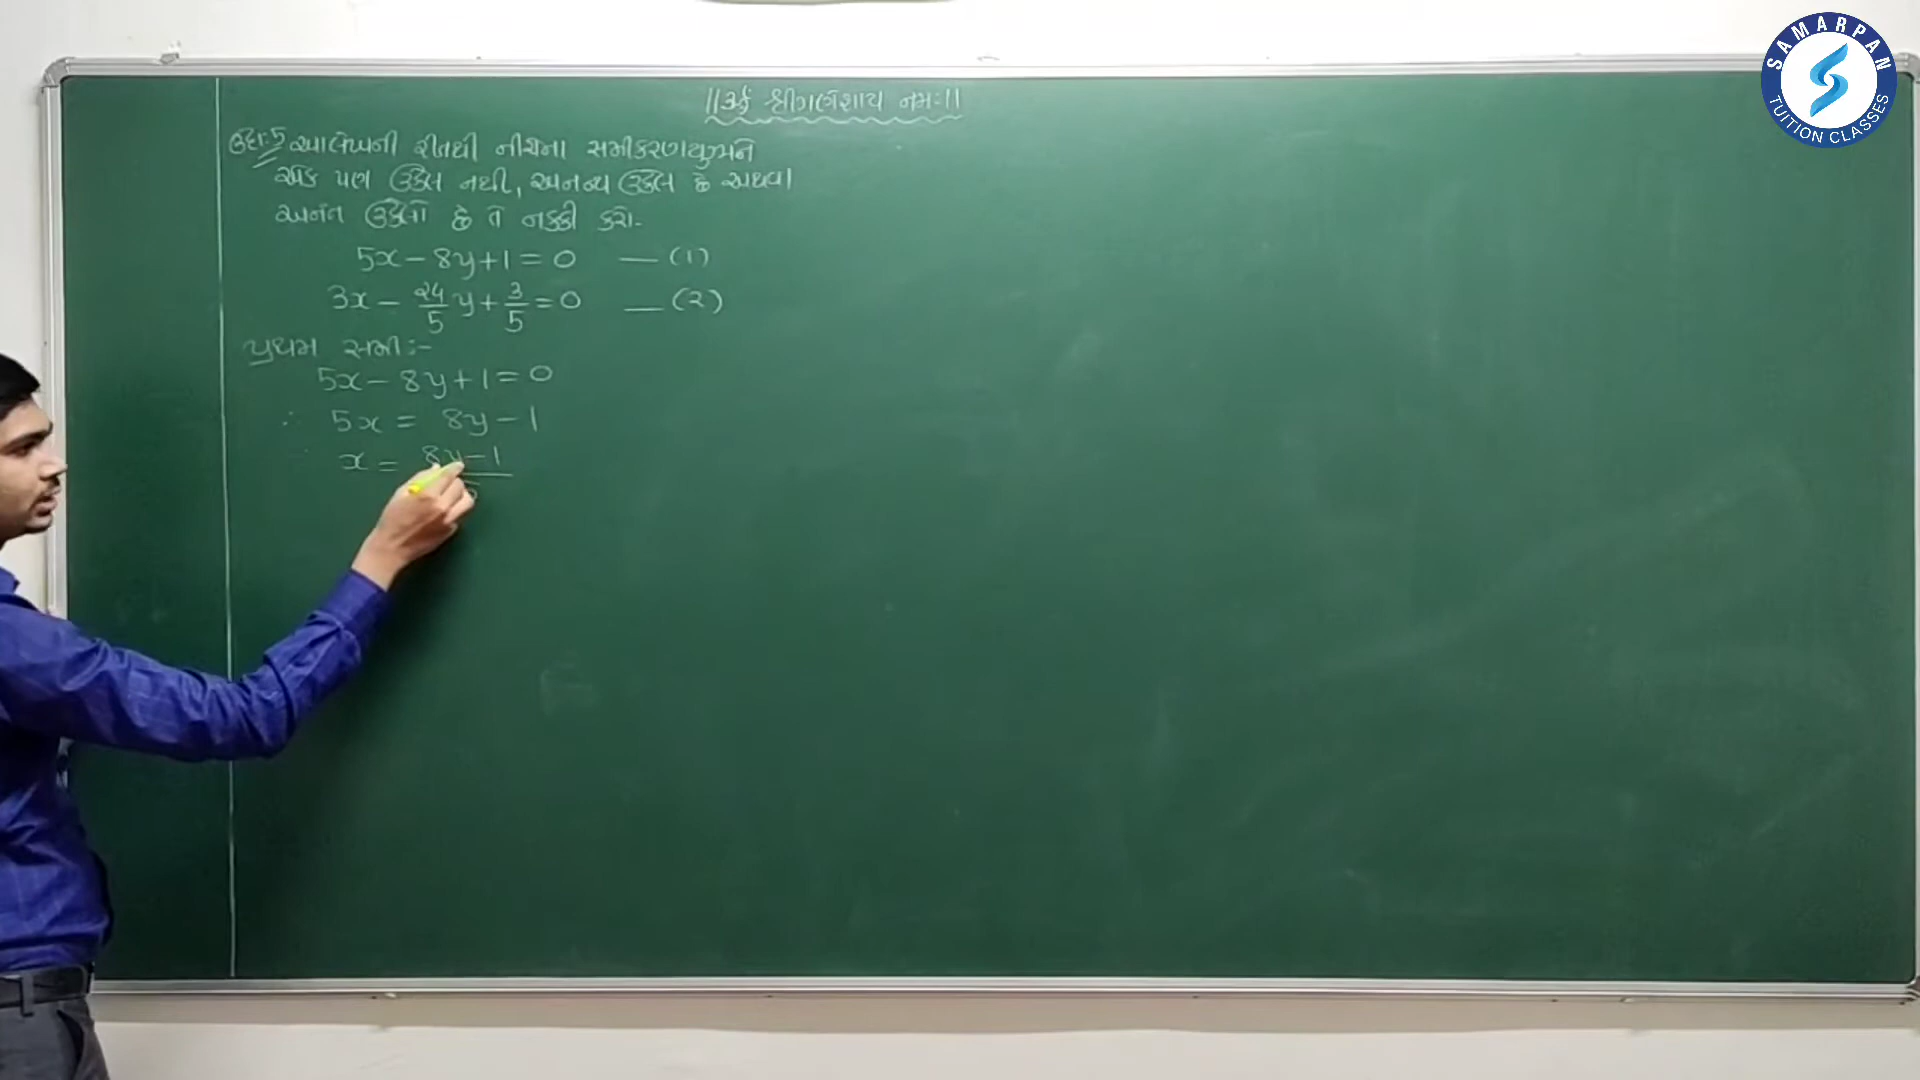 ॥ૐ શ્રીગણેશાય નમઃ॥
SAMARPAN
TUITION CLASSES
ઉદા:5 આલેખની રીતથી નીચેના સમીકરણયુગ્મને
એક પણ ઉકેલ નથી, અનન્ય ઉકેલ છે અથવા
અનંત ઉકેલો છે તે નક્કી કરો.
5x - 8y + 1 = 0 — (1)
3x - 24/5 y + 3/5 = 0 — (2)
પ્રથમ સમી:-
5x - 8y + 1 = 0
∴ 5x = 8y - 1
x = 8y - 1